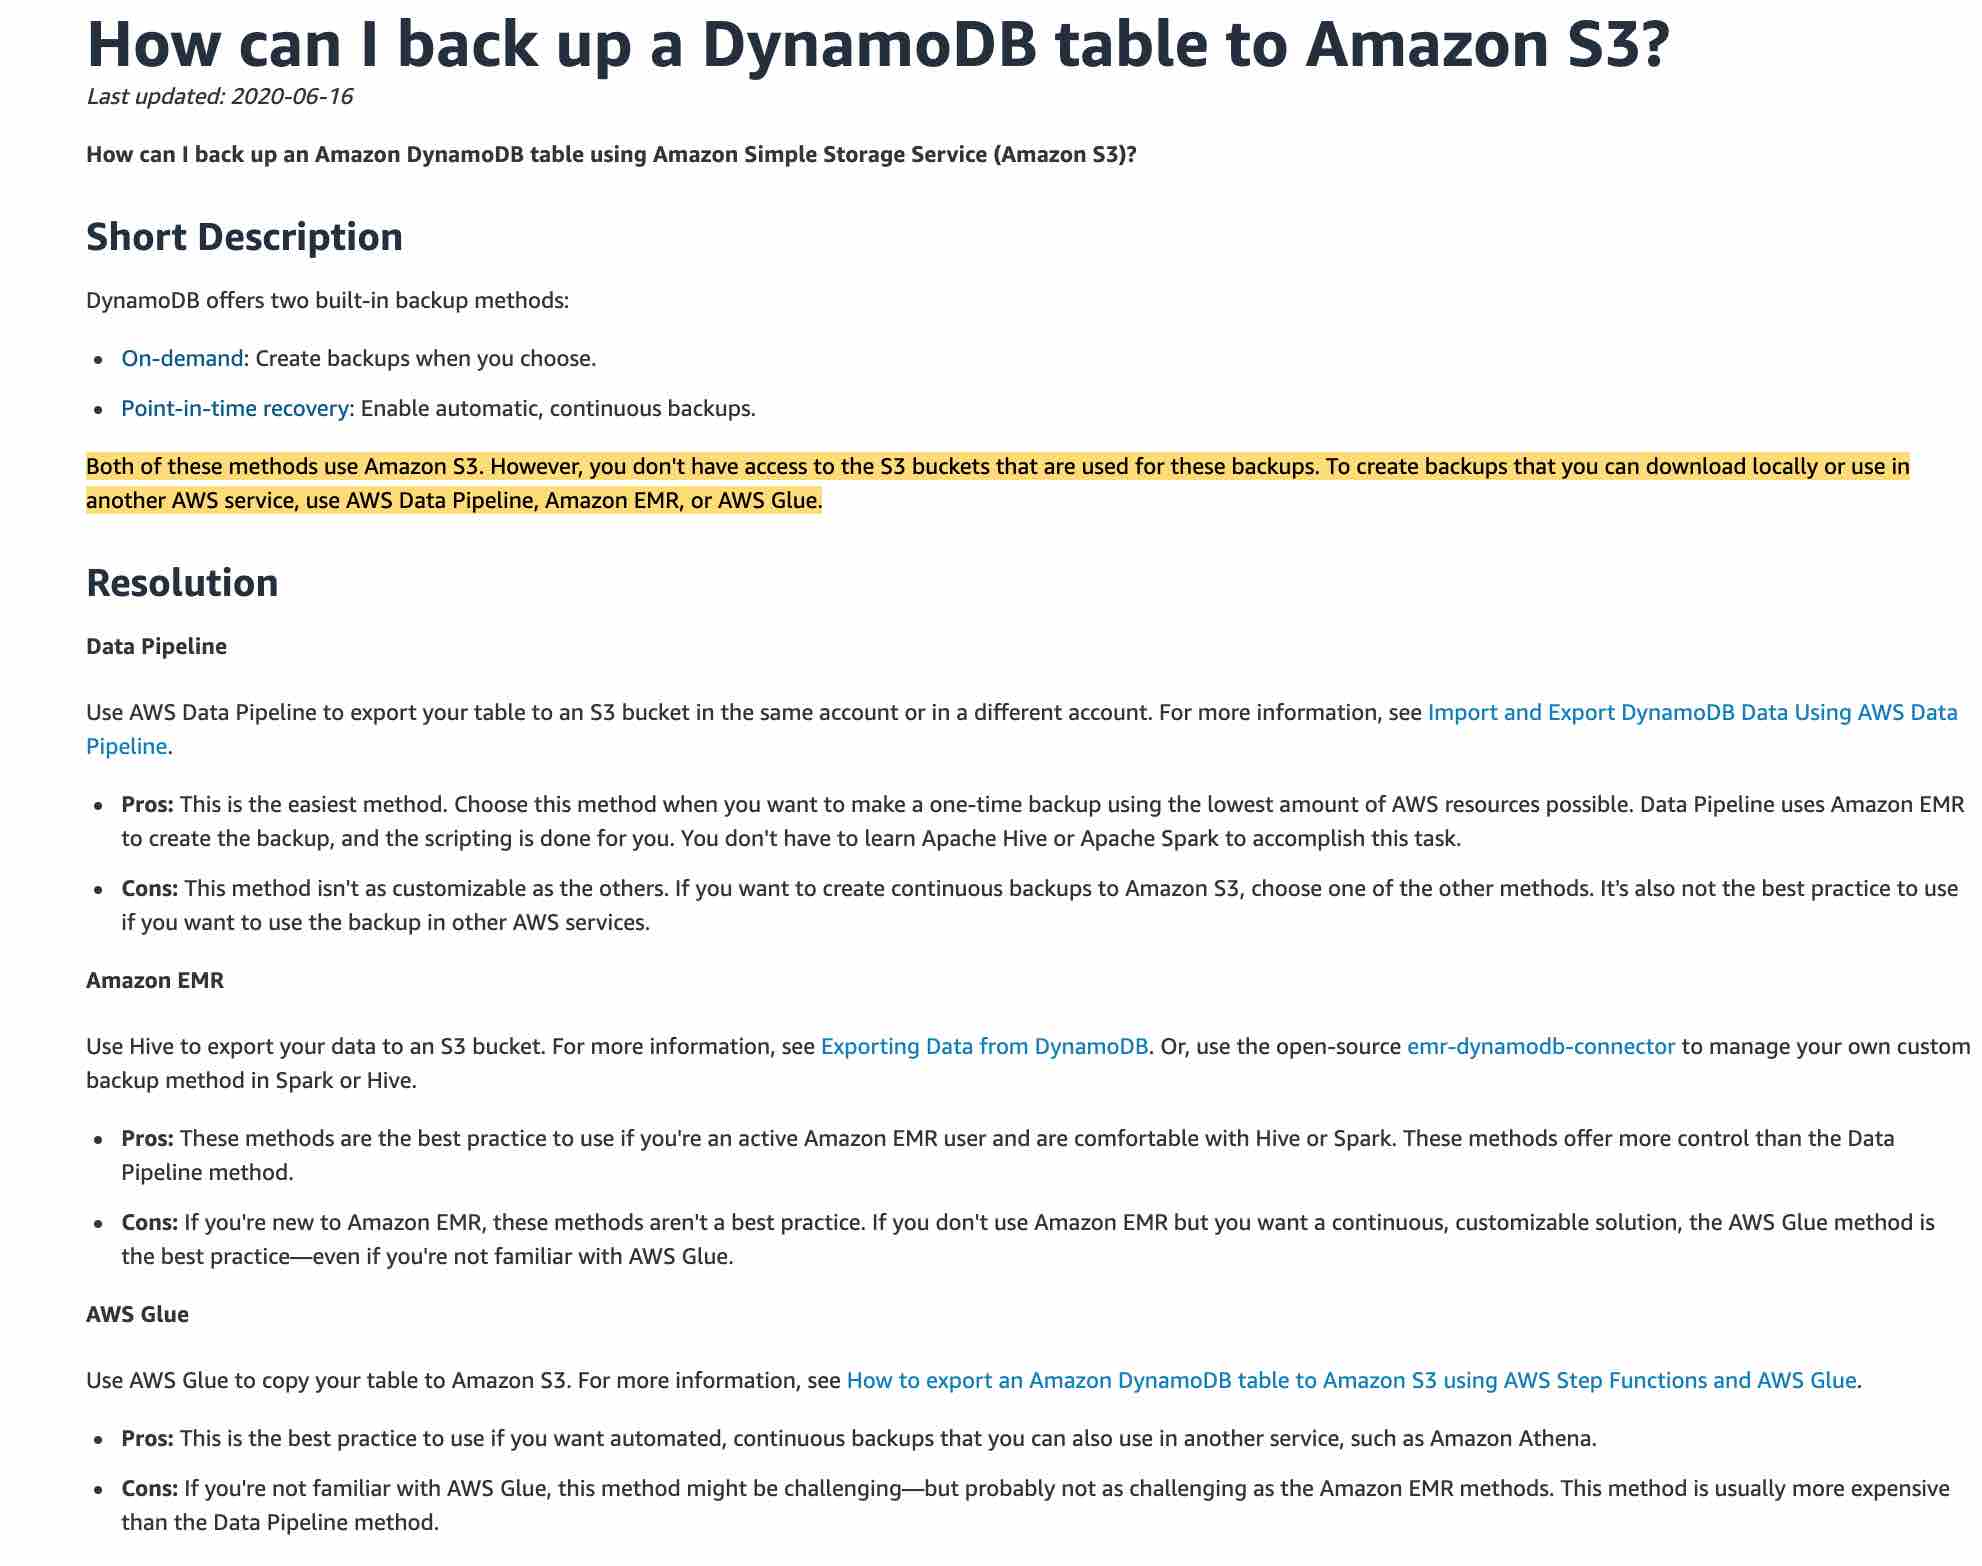 How can I back up a DynamoDB table to Amazon S3?
Last updated: 2020-06-16
How can I back up an Amazon DynamoDB table using Amazon Simple Storage Service (Amazon S3)?
Short Description
DynamoDB offers two built-in backup methods:
• On-demand: Create backups when you choose.
• Point-in-time recovery: Enable automatic, continuous backups.
Both of these methods use Amazon S3. However, you don't have access to the S3 buckets that are used for these backups. To create backups that you can download locally or use in
another AWS service, use AWS Data Pipeline, Amazon EMR, or AWS Glue.
Resolution
Data Pipeline
Use AWS Data Pipeline to export your table to an S3 bucket in the same account or in a different account. For more information, see Import and Export DynamoDB Data Using AWS Data
Pipeline.
• Pros: This is the easiest method. Choose this method when you want to make a one-time backup using the lowest amount of AWS resources possible. Data Pipeline uses Amazon EMR
to create the backup, and the scripting is done for you. You don't have to learn Apache Hive or Apache Spark to accomplish this task.
• Cons: This method isn't as customizable as the others. If you want to create continuous backups to Amazon S3, choose one of the other methods. It's also not the best practice to use
if you want to use the backup in other AWS services.
Amazon EMR
Use Hive to export your data to an S3 bucket. For more information, see Exporting Data from DynamoDB. Or, use the open-source emr-dynamodb-connector to manage your own custom
backup method in Spark or Hive.
• Pros: These methods are the best practice to use if you're an active Amazon EMR user and are comfortable with Hive or Spark. These methods offer more control than the Data
Pipeline method.
• Cons: If you're new to Amazon EMR, these methods aren't a best practice. If you don't use Amazon EMR but you want a continuous, customizable solution, the AWS Glue method is
the best practice—even if you're not familiar with AWS Glue.
AWS Glue
Use AWS Glue to copy your table to Amazon S3. For more information, see How to export an Amazon DynamoDB table to Amazon S3 using AWS Step Functions and AWS Glue.
• Pros: This is the best practice to use if you want automated, continuous backups that you can also use in another service, such as Amazon Athena.
• Cons: If you're not familiar with AWS Glue, this method might be challenging—but probably not as challenging as the Amazon EMR methods. This method is usually more expensive
than the Data Pipeline method.